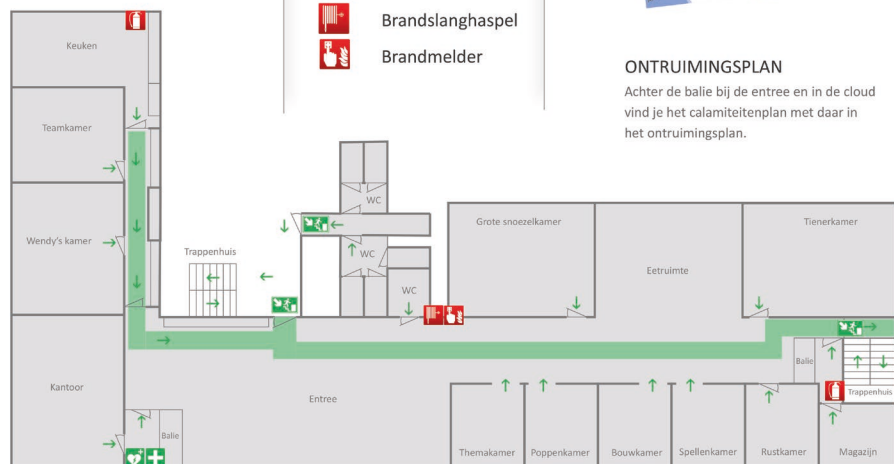 Brandslanghaspel
Brandmelder
ONTRUIMINGSPLAN
Achter de balie bij de entree en in de cloud
vind je het calamiteitenplan met daar in
het ontruimingsplan.
Keuken
Teamkamer
Wendy's kamer
Trappenhuis
WC
WC
WC
Grote snoezelkamer
Eetruimte
Tienerkamer
Kantoor
Entree
Balie
Balie
Trappenhuis
Themakamer
Poppenkamer
Bouwkamer
Spellenkamer
Rustkamer
Magazijn